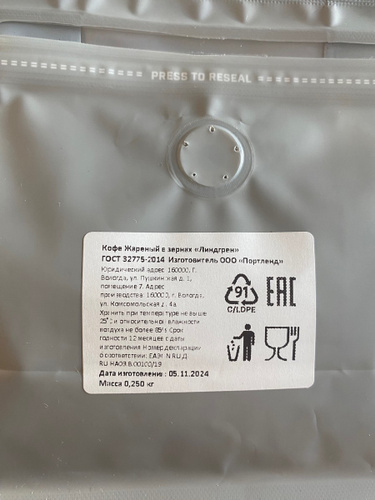 PRESS TO RESEAL
Кофе Жареный в зернах «Линдгрен»
ГОСТ 32775-2014 Изготовитель ООО «Портленд»
Юридический адрес 160000, Г.
Вологда, ул. Пушкинская д. 1,
помещение 7. Адрес
производства: 160000, г. Вологда,
ул. Комсомольская д. 4а.
Хранить при температуре не выше
25° С и относительной влажности
воздуха не более 85% Срок
годности 12 месяцев с даты
изготовления Номер декларации
о соответствии: ЕАЭС N RU Д-
RU.НА03.В.00100/19
Дата изготовления: 05.11.2024
Масса 0,250 кг
91
C/LDPE
EAC